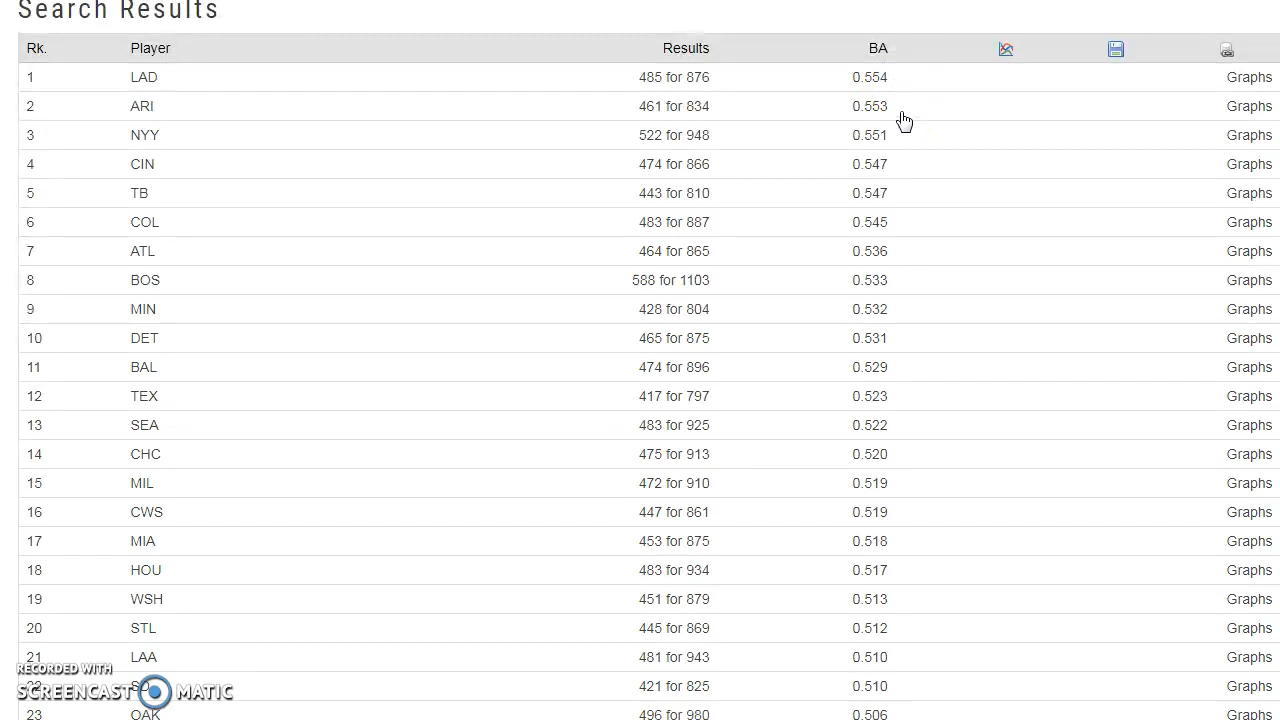 Search Results
Rk. Player Results BA
1 LAD 485 for 876 0.554 Graphs
2 ARI 461 for 834 0.553 Graphs
3 NYY 522 for 948 0.551 Graphs
4 CIN 474 for 866 0.547 Graphs
5 TB 443 for 810 0.547 Graphs
6 COL 483 for 887 0.545 Graphs
7 ATL 464 for 865 0.536 Graphs
8 BOS 588 for 1103 0.533 Graphs
9 MIN 428 for 804 0.532 Graphs
10 DET 465 for 875 0.531 Graphs
11 BAL 474 for 896 0.529 Graphs
12 TEX 417 for 797 0.523 Graphs
13 SEA 483 for 925 0.522 Graphs
14 CHC 475 for 913 0.520 Graphs
15 MIL 472 for 910 0.519 Graphs
16 CWS 447 for 861 0.519 Graphs
17 MIA 453 for 875 0.518 Graphs
18 HOU 483 for 934 0.517 Graphs
19 WSH 451 for 879 0.513 Graphs
20 STL 445 for 869 0.512 Graphs
21 LAA 481 for 943 0.510 Graphs
RECORDED WITH
22 SD 421 for 825 0.510 Graphs
SCREENCAST MATIC
23 OAK 496 for 980 0.506 Graphs